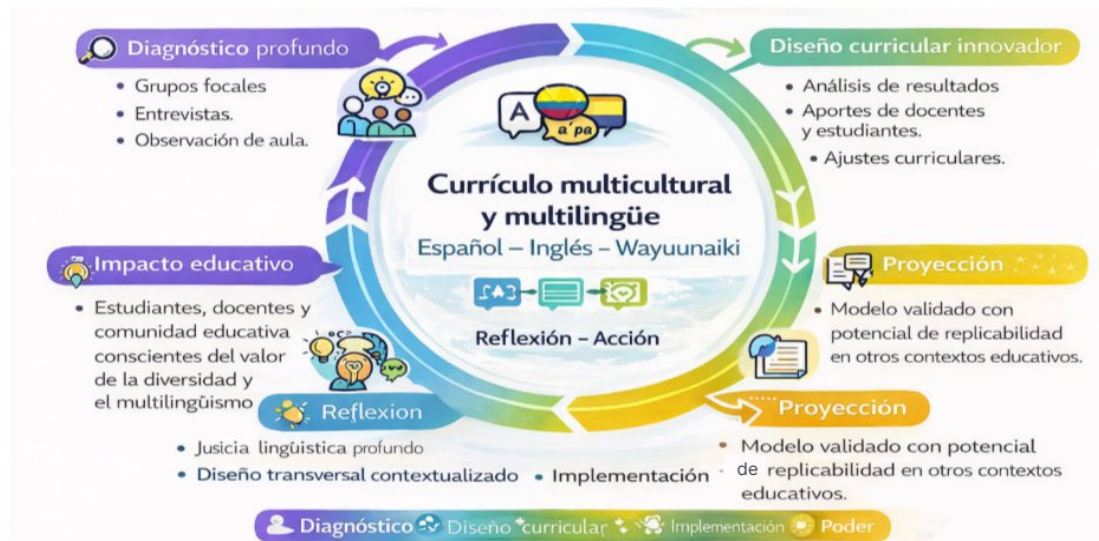 Diagnóstico profundo
• Grupos focales
• Entrevistas.
• Observación de aula.
Diseño curricular innovador
• Análisis de resultados
• Aportes de docentes
y estudiantes.
• Ajustes curriculares.
A
a'pa
Currículo multicultural
y multilingüe
Español – Inglés – Wayuunaiki
Reflexión – Acción
Impacto educativo
• Estudiantes, docentes y
comunidad educativa
conscientes del valor
de la diversidad y
el multilingüismo
Proyección
• Modelo validado con
potencial de replicabilidad
en otros contextos educativos.
Reflexion
• Jusicia lingüistica profundo
• Diseño transversal contextualizado • Implementación
Proyección
• Modelo validado con potencial
de replicabilidad en otros contextos
educativos.
Diagnóstico Diseño curricular Implementación Poder